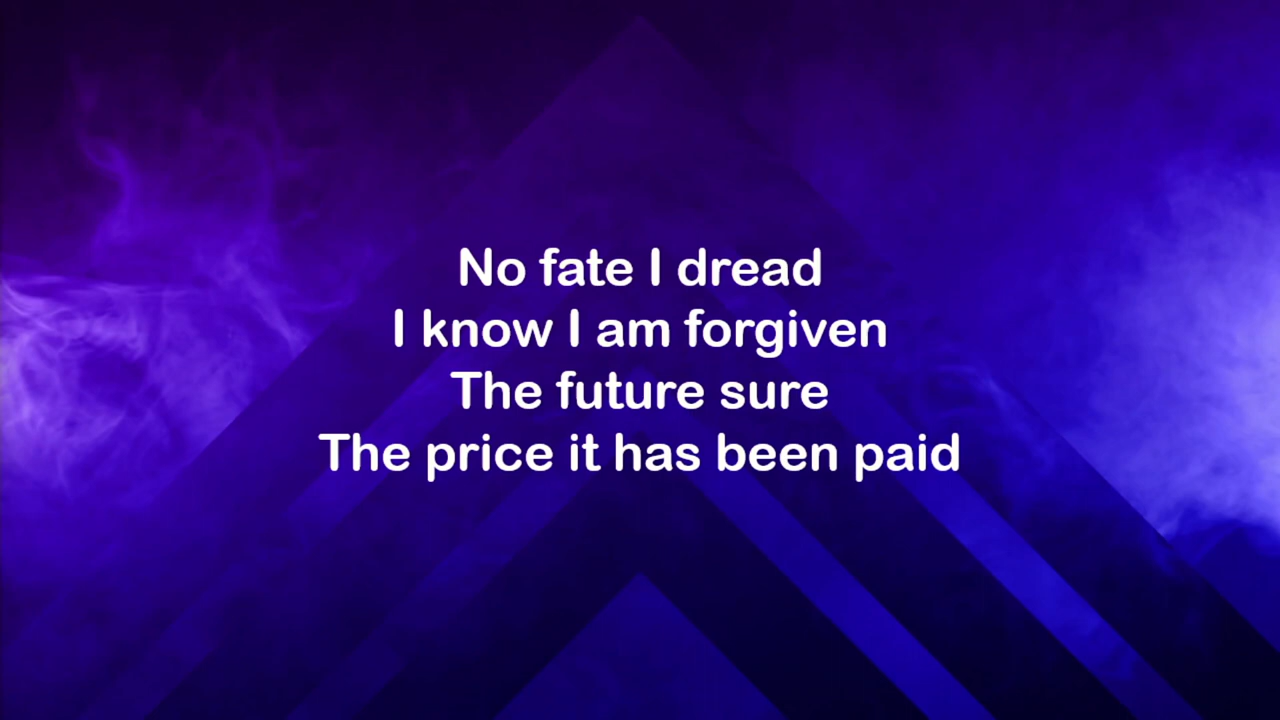 No fate I dread
I know I am forgiven
The future sure
The price it has been paid